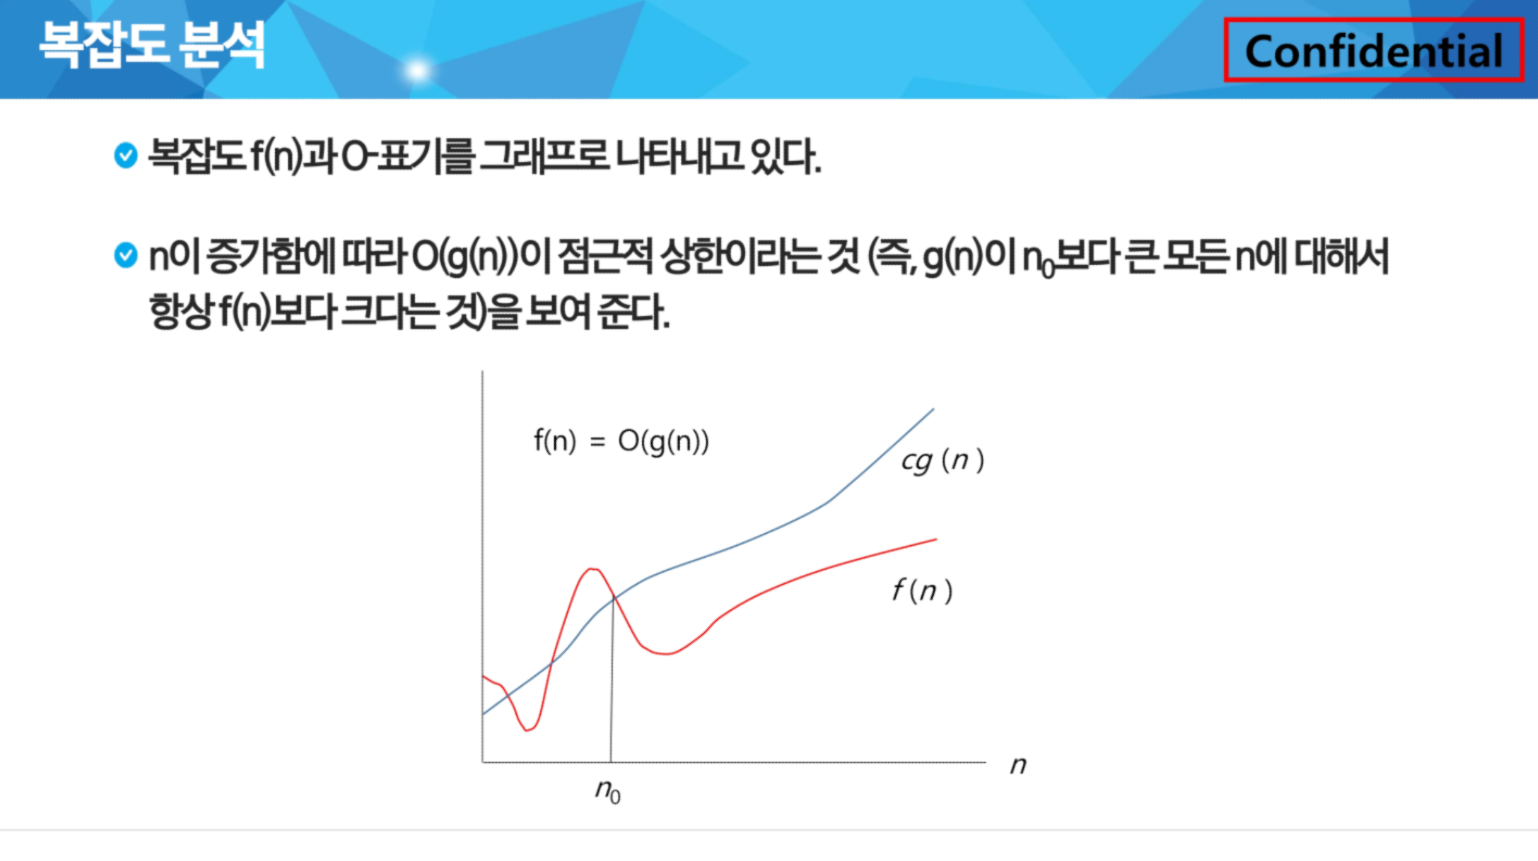 복잡도 분석
Confidential
복잡도 f(n)과 O-표기를 그래프로 나타내고 있다.
n이 증가함에 따라 O(g(n))이 점근적 상한이라는 것 (즉, g(n)이 n₀보다 큰 모든 n에 대해서
항상 f(n)보다 크다는 것)을 보여 준다.
f(n) = O(g(n))
cg (n )
f (n )
n
n₀